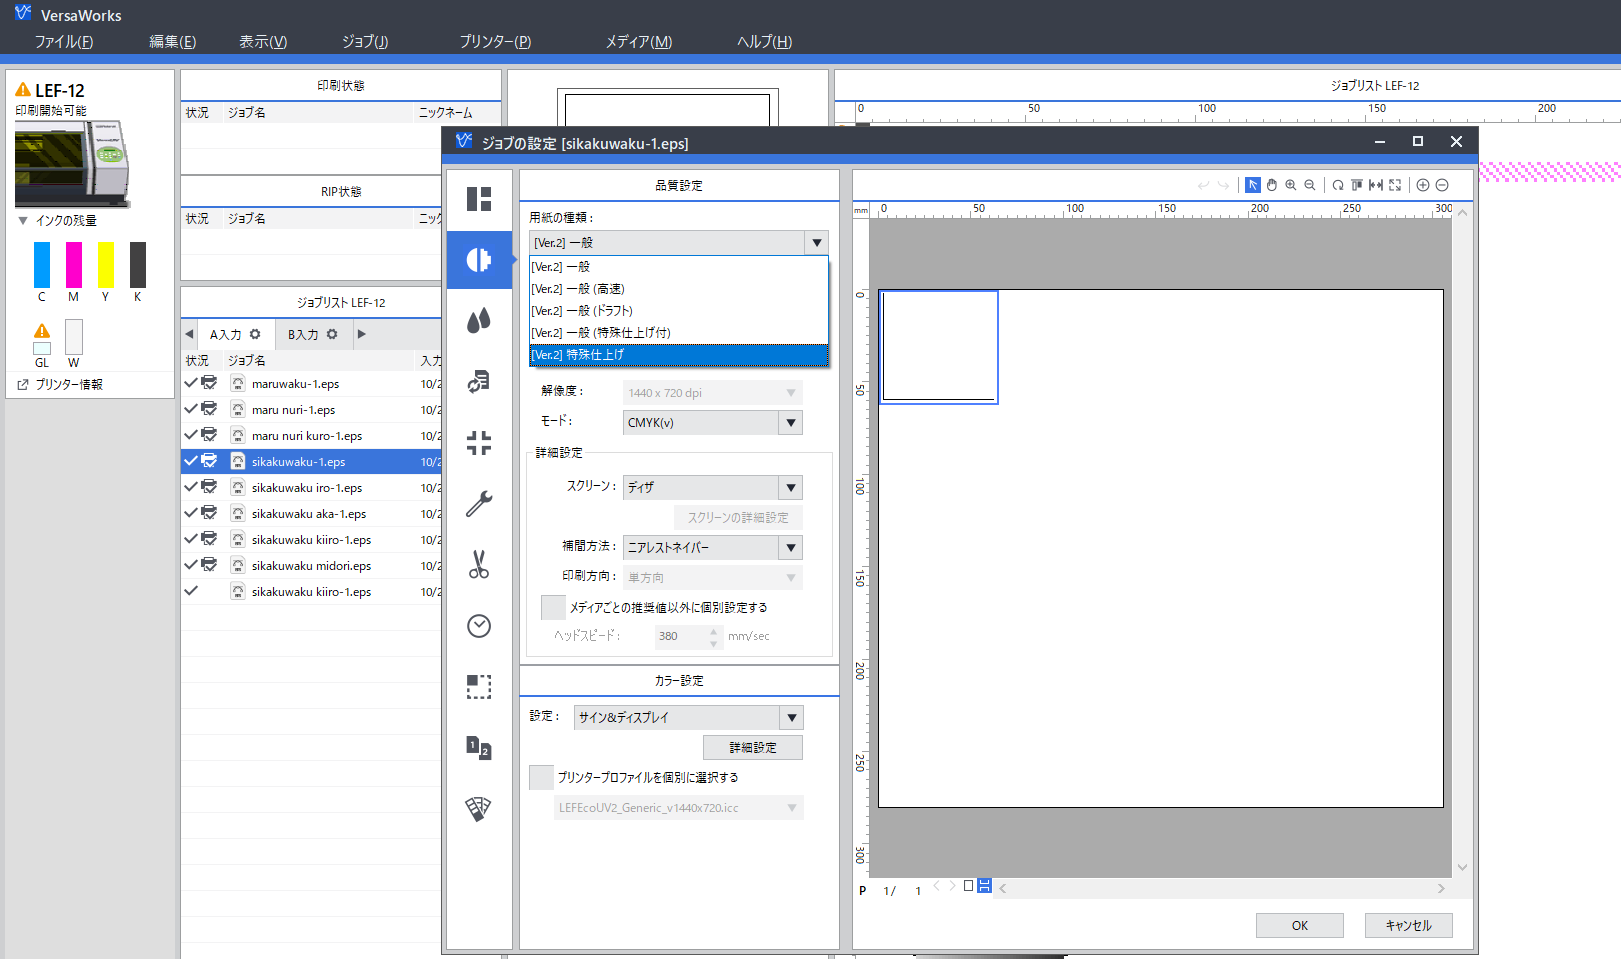 VersaWorks
ファイル(F) 編集(E) 表示(V) ジョブ(J) プリンター(P) メディア(M) ヘルプ(H)
LEF-12
印刷開始可能
インクの残量
C M Y K
GL W
プリンター情報
印刷状態
状況 ジョブ名 ニックネーム
RIP状態
状況 ジョブ名 ニック
ジョブリスト LEF-12
A入力 B入力
状況 ジョブ名 入力
maruwaku-1.eps 10/2
maru nuri-1.eps 10/2
maru nuri kuro-1.eps 10/2
sikakuwaku-1.eps 10/2
sikakuwaku iro-1.eps 10/2
sikakuwaku aka-1.eps 10/2
sikakuwaku kiiro-1.eps 10/2
sikakuwaku midori.eps 10/2
sikakuwaku kiiro-1.eps 10/2
ジョブリスト LEF-12
0 50 100 150 200
ジョブの設定 [sikakuwaku-1.eps]
品質設定
用紙の種類 :
[Ver.2] 一般
[Ver.2] 一般
[Ver.2] 一般 (高速)
[Ver.2] 一般 (ドラフト)
[Ver.2] 一般 (特殊仕上げ付)
[Ver.2] 特殊仕上げ
解像度 : 1440 x 720 dpi
モード : CMYK(v)
詳細設定
スクリーン : ディザ
スクリーンの詳細設定
補間方法 : ニアレストネイバー
印刷方向 : 単方向
メディアごとの推奨値以外に個別設定する
ヘッドスピード : 380 mm/sec
カラー設定
設定 : サイン&ディスプレイ
詳細設定
プリンタープロファイルを個別に選択する
LEFEcoUV2_Generic_v1440x720.icc
1 2
mm 0 50 100 150 200 250 300
0
50
100
150
200
250
300
P 1/ 1
OK キャンセル